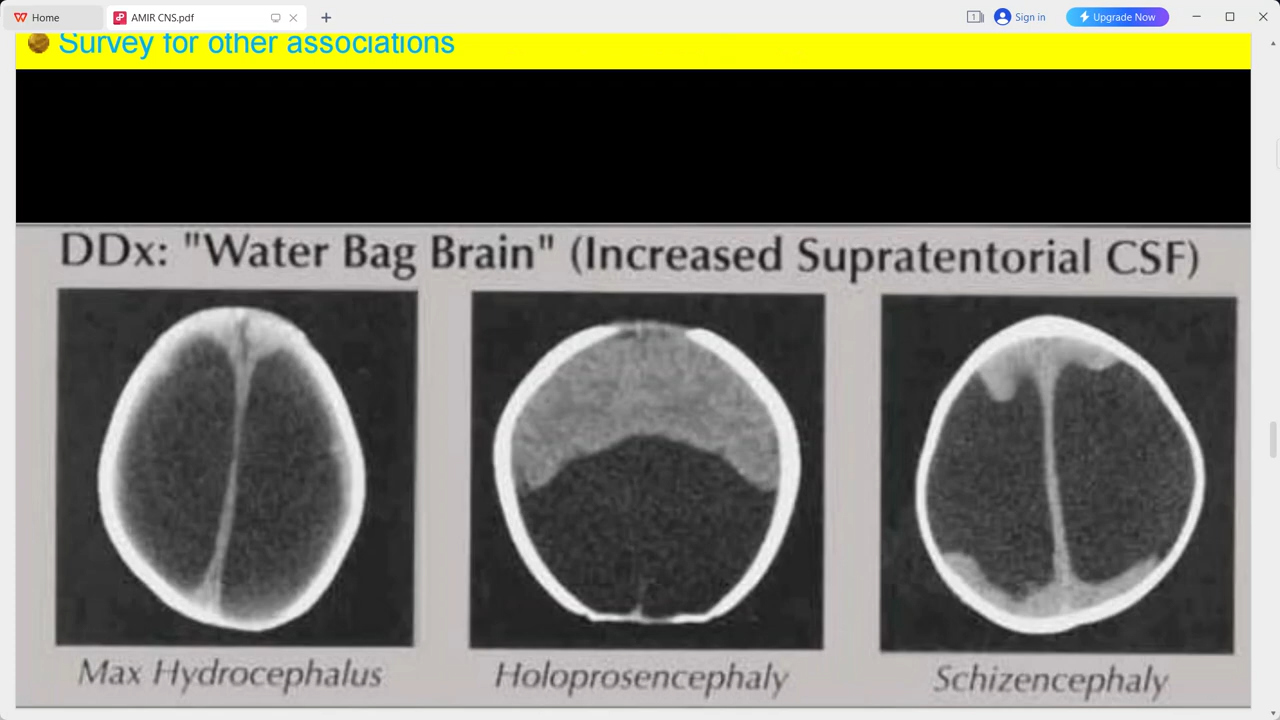 Home
AMIR CNS.pdf
1
Sign in
Upgrade Now
Survey for other associations
DDx: "Water Bag Brain" (Increased Supratentorial CSF)
Max Hydrocephalus
Holoprosencephaly
Schizencephaly